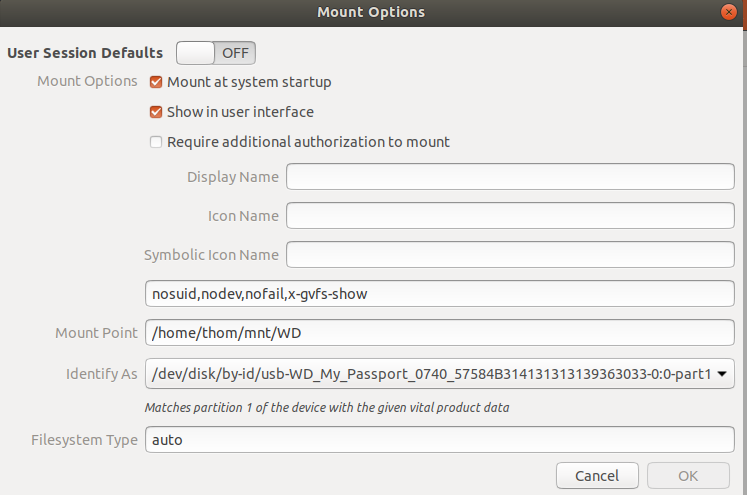 Mount Options
User Session Defaults OFF
Mount Options Mount at system startup
Show in user interface
Require additional authorization to mount
Display Name
Icon Name
Symbolic Icon Name
nosuid,nodev,nofail,x-gvfs-show
Mount Point /home/thom/mnt/WD
Identify As /dev/disk/by-id/usb-WD_My_Passport_0740_57584B314131313139363033-0:0-part1
Matches partition 1 of the device with the given vital product data
Filesystem Type auto
Cancel OK